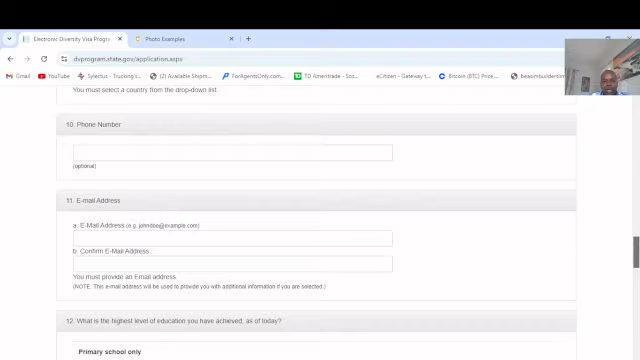 Electronic Diversity Visa Progra
Photo Examples
dvprogram.state.gov/application.aspx
Gmail
YouTube
Sylectus - Trucking's...
(2) Available Shipm...
ForAgentsOnly.com...
TD Ameritrade - Sos...
eCitizen - Gateway t...
Bitcoin (BTC) Price,...
beasmbuildersim
You must select a country from the drop-down list.
10. Phone Number
(optional)
11. E-mail Address
a. E-Mail Address (e.g. johndoe@example.com)
b. Confirm E-Mail Address
You must provide an Email address.
(NOTE: This e-mail address will be used to provide you with additional information if you are selected.)
12. What is the highest level of education you have achieved, as of today?
Primary school only